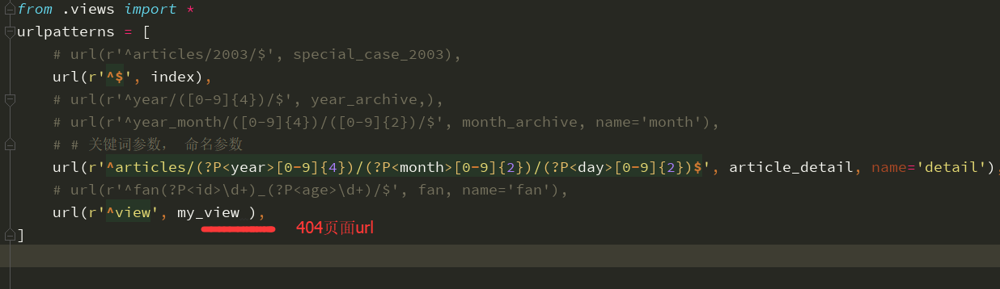 from .views import *
urlpatterns = [
    # url(r'^articles/2003/$', special_case_2003),
    url(r'^$', index),
    # url(r'^year/([0-9]{4})/$', year_archive,),
    # url(r'^year_month/([0-9]{4})/([0-9]{2})/$', month_archive, name='month'),
    # # 关键词参数， 命名参数
    url(r'^articles/(?P<year>[0-9]{4})/(?P<month>[0-9]{2})/(?P<day>[0-9]{2})$', article_detail, name='detail'),
    # url(r'^fan(?P<id>\d+)_(?P<age>\d+)/$', fan, name='fan'),
    url(r'^view', my_view ), 404页面url
]